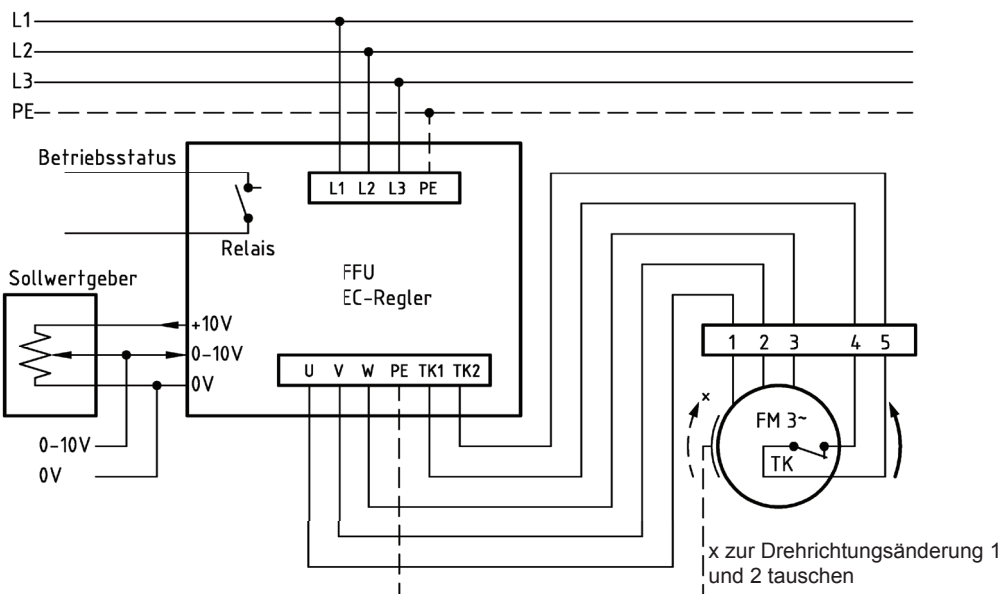 L1
L2
L3
PE
Betriebsstatus
L1 L2 L3 PE
Relais
FFU
EC-Regler
Sollwertgeber
+10V
0-10V
0V
U V W PE TK1 TK2
1 2 3 4 5
x
FM 3~
TK
0-10V
0V
x zur Drehrichtungsänderung 1
und 2 tauschen